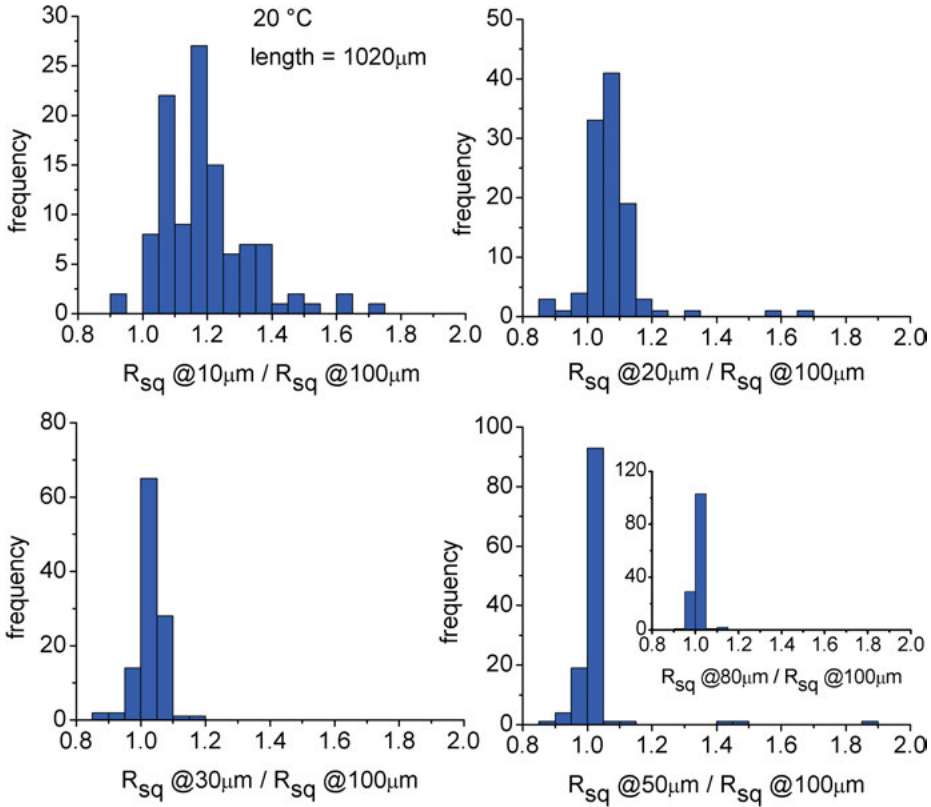 20 °C
length = 1020μm
30
25
20
15
10
5
0
frequency
0.8 1.0 1.2 1.4 1.6 1.8 2.0
Rsq @10μm / Rsq @100μm
50
40
30
20
10
0
frequency
0.8 1.0 1.2 1.4 1.6 1.8 2.0
Rsq @20μm / Rsq @100μm
80
60
40
20
0
frequency
0.8 1.0 1.2 1.4 1.6 1.8 2.0
Rsq @30μm / Rsq @100μm
100
80
60
40
20
0
frequency
0.8 1.0 1.2 1.4 1.6 1.8 2.0
Rsq @50μm / Rsq @100μm
120
80
40
0
0.8 1.0 1.2 1.4 1.6 1.8 2.0
Rsq @80μm / Rsq @100μm